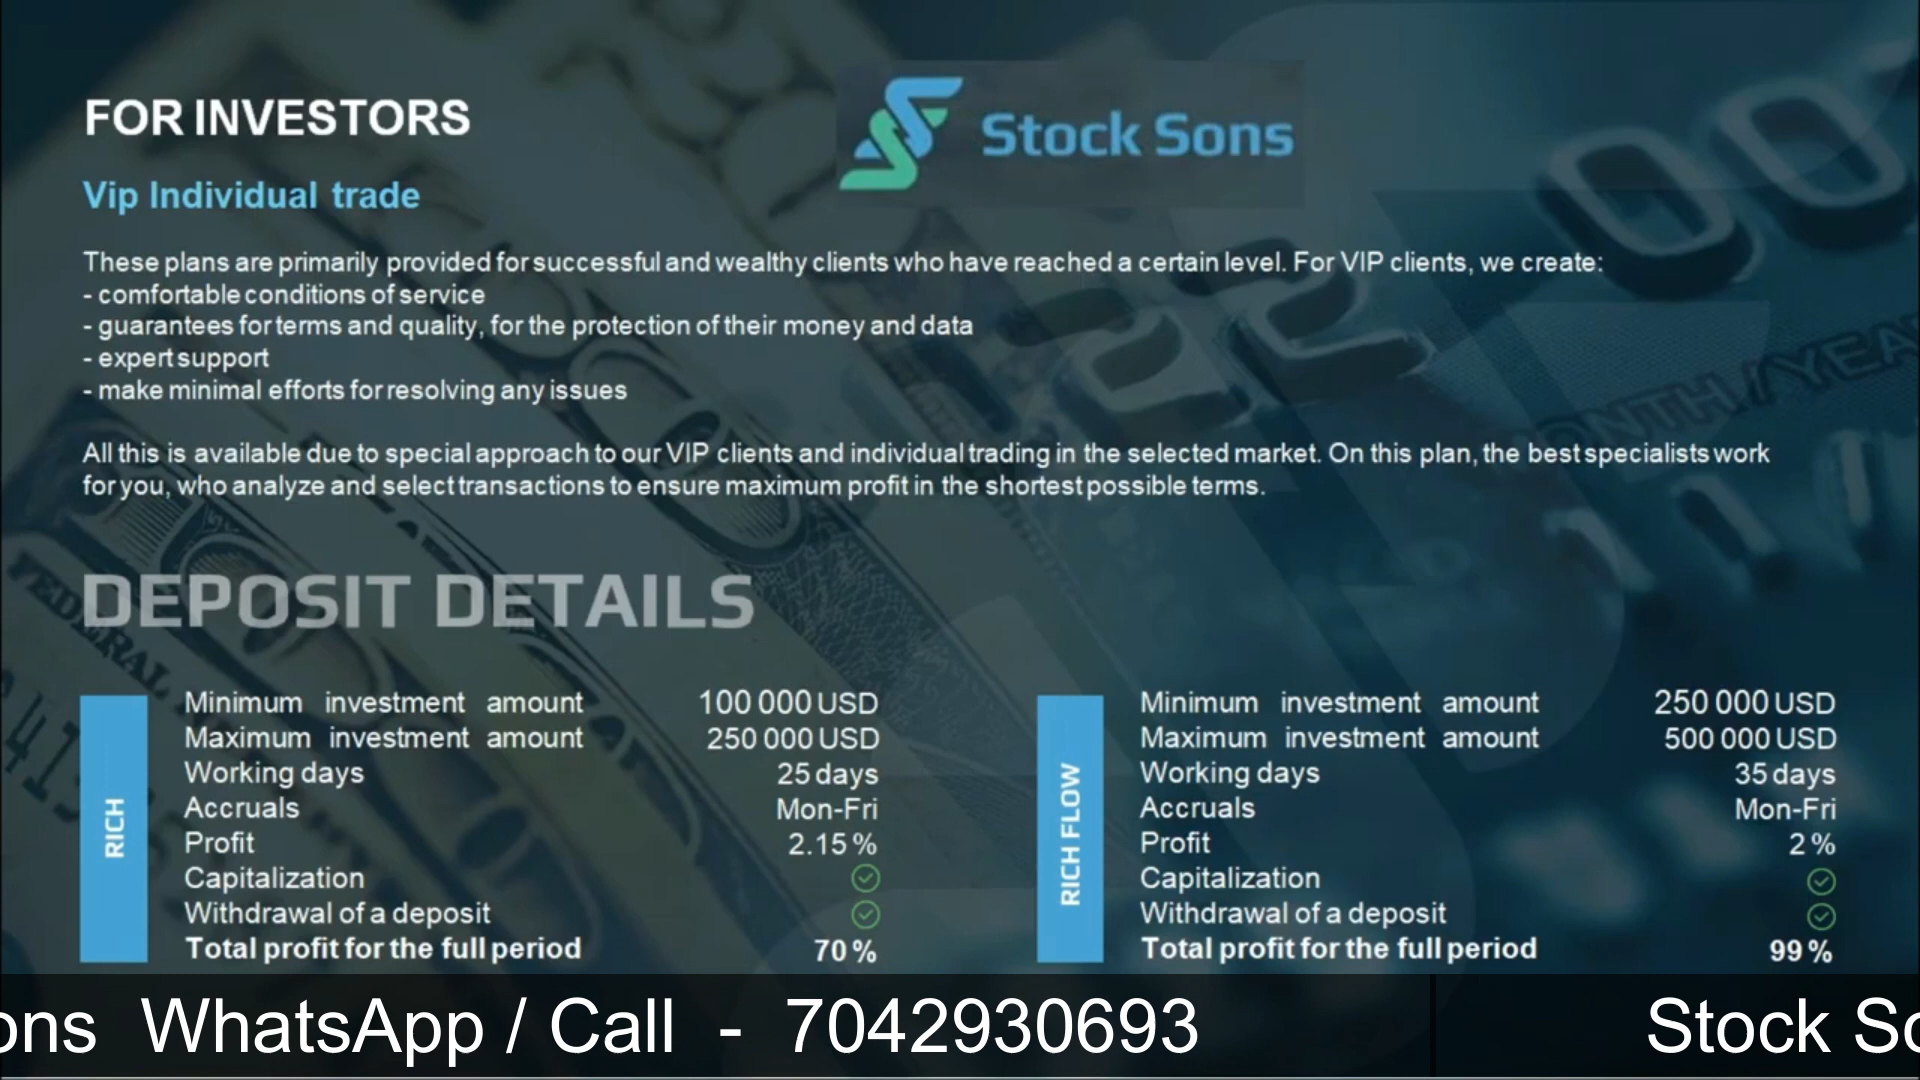 FOR INVESTORS
Stock Sons
Vip Individual trade
These plans are primarily provided for successful and wealthy clients who have reached a certain level. For VIP clients, we create:
- comfortable conditions of service
- guarantees for terms and quality, for the protection of their money and data
- expert support
- make minimal efforts for resolving any issues
All this is available due to special approach to our VIP clients and individual trading in the selected market. On this plan, the best specialists work
for you, who analyze and select transactions to ensure maximum profit in the shortest possible terms.
DEPOSIT DETAILS
RICH
Minimum investment amount 100 000 USD
Maximum investment amount 250 000 USD
Working days 25 days
Accruals Mon-Fri
Profit 2.15 %
Capitalization
Withdrawal of a deposit
Total profit for the full period 70 %
RICH FLOW
Minimum investment amount 250 000 USD
Maximum investment amount 500 000 USD
Working days 35 days
Accruals Mon-Fri
Profit 2 %
Capitalization
Withdrawal of a deposit
Total profit for the full period 99 %
ons WhatsApp / Call - 7042930693 Stock So